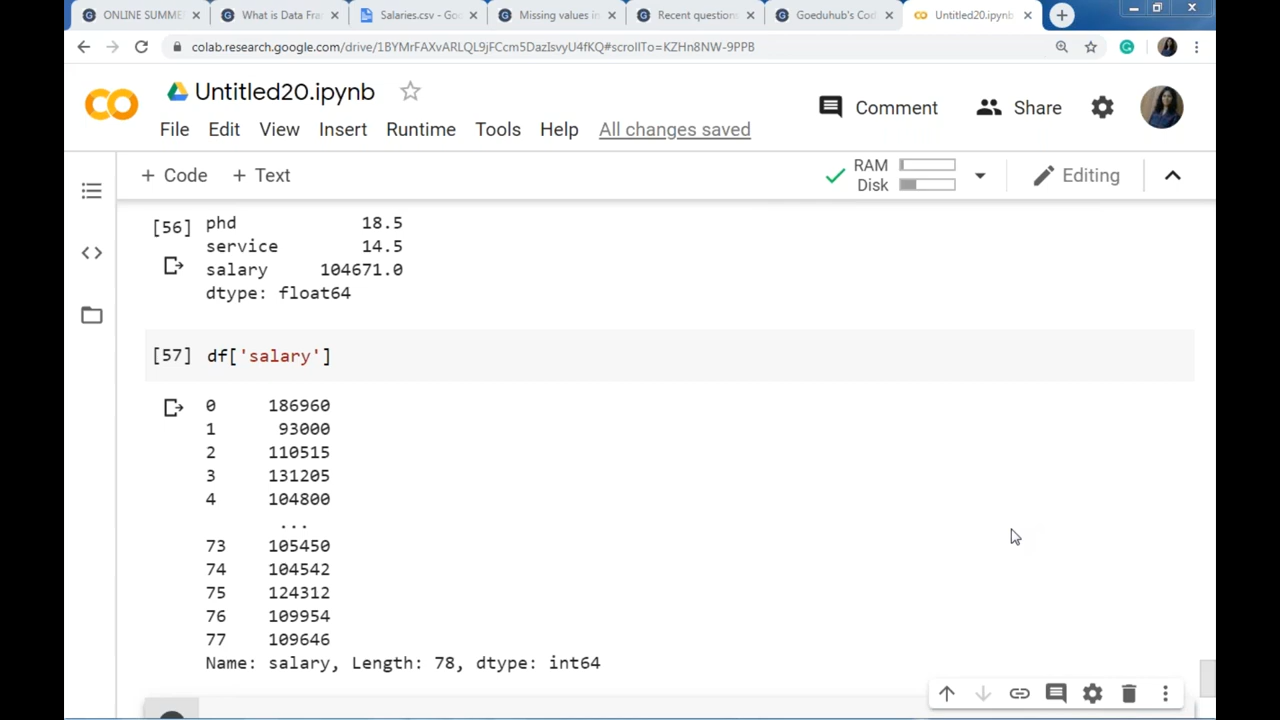 ONLINE SUMME
What is Data Fra
Salaries.csv - Go
Missing values in
Recent question
Goeduhub's Cod
Untitled20.ipynb
colab.research.google.com/drive/1BYMrFAXvARLQL9jFCcm5DazIsvyU4fKQ#scrollTo=KZHn8NW-9PPB
Untitled20.ipynb
Comment
Share
File Edit View Insert Runtime Tools Help All changes saved
+ Code + Text
RAM
Disk
Editing
[56] phd 18.5
service 14.5
salary 104671.0
dtype: float64
[57] df['salary']
0 186960
1 93000
2 110515
3 131205
4 104800
...
73 105450
74 104542
75 124312
76 109954
77 109646
Name: salary, Length: 78, dtype: int64